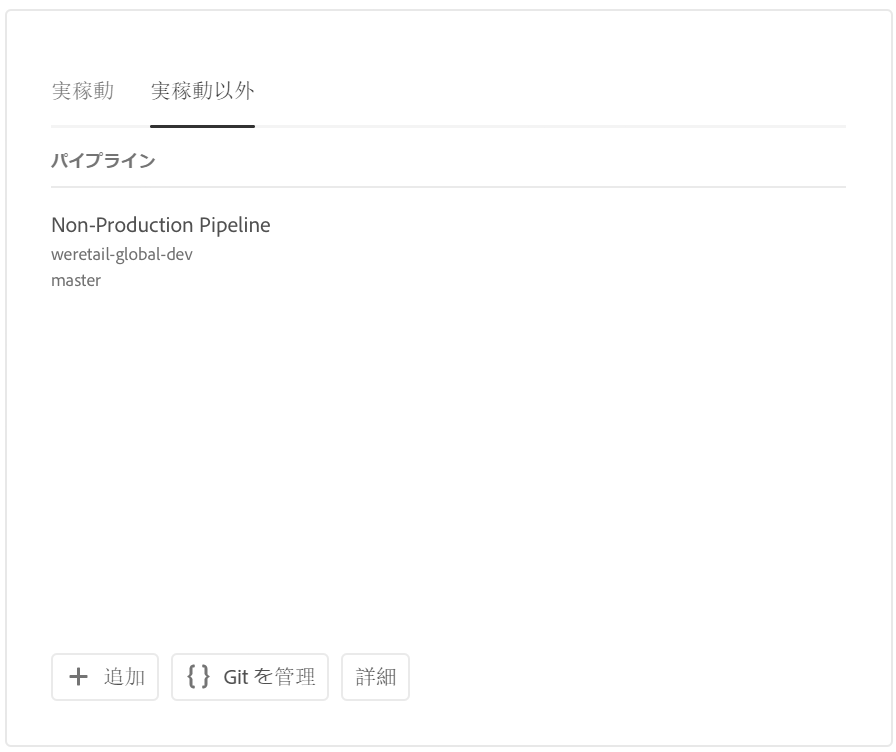 実稼動 実稼動以外
パイプライン
Non-Production Pipeline
weretail-global-dev
master
+ 追加 {} Git を管理 詳細